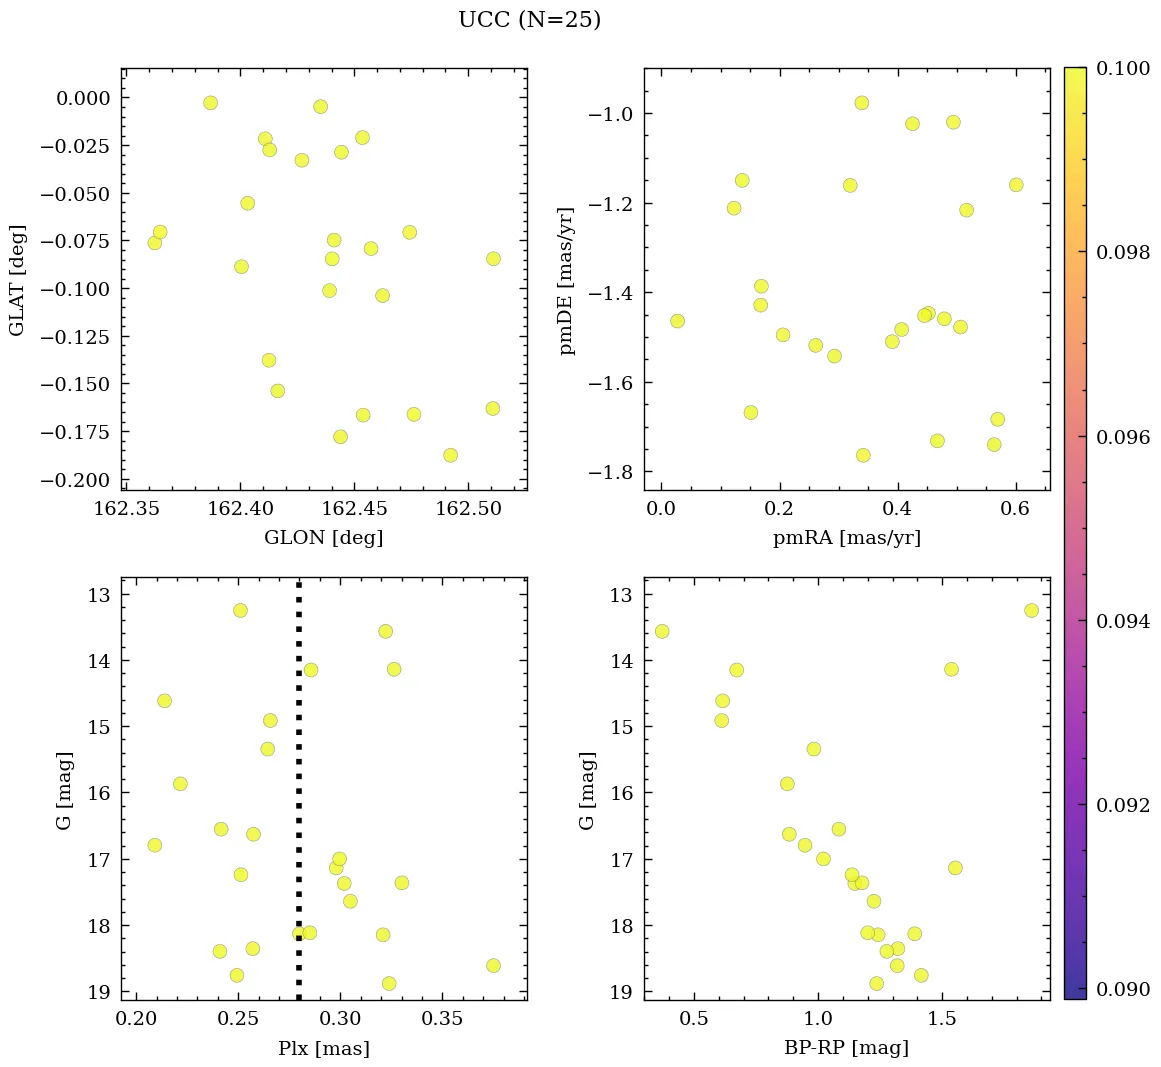 UCC (N=25)
0.000
−0.025
−0.050
−0.075
−0.100
−0.125
−0.150
−0.175
−0.200
GLAT [deg]
162.35 162.40 162.45 162.50
GLON [deg]
−1.0
−1.2
−1.4
−1.6
−1.8
pmDE [mas/yr]
0.0 0.2 0.4 0.6
pmRA [mas/yr]
13
14
15
16
17
18
19
G [mag]
0.20 0.25 0.30 0.35
Plx [mas]
13
14
15
16
17
18
19
G [mag]
0.5 1.0 1.5
BP-RP [mag]
0.100
0.098
0.096
0.094
0.092
0.090